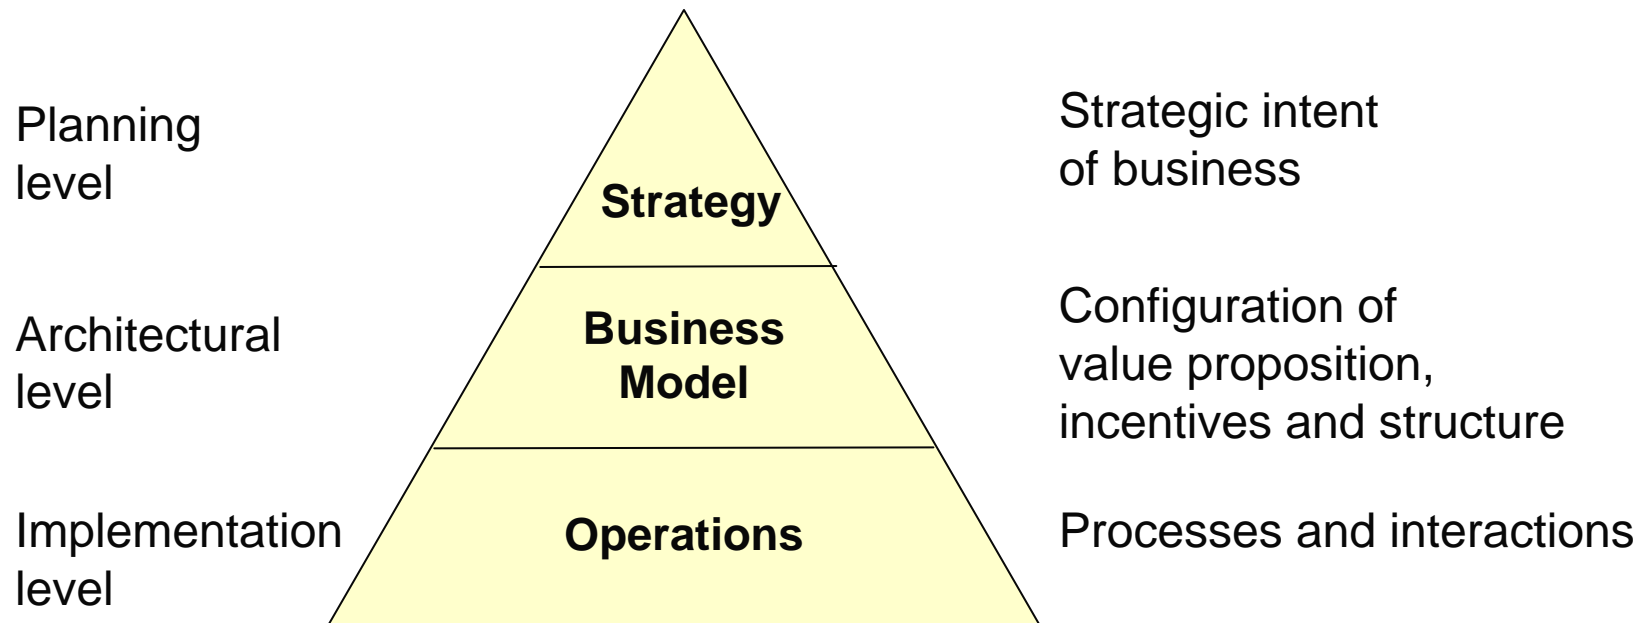 Planning
level
Strategy
Strategic intent
of business
Architectural
level
Business
Model
Configuration of
value proposition,
incentives and structure
Implementation
level
Operations
Processes and interactions